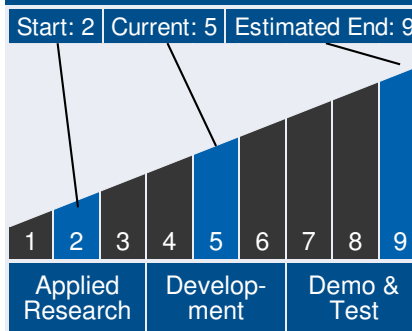 Start: 2 Current: 5 Estimated End: 9
1 2 3 4 5 6 7 8 9
Applied Develop- Demo &
Research ment Test